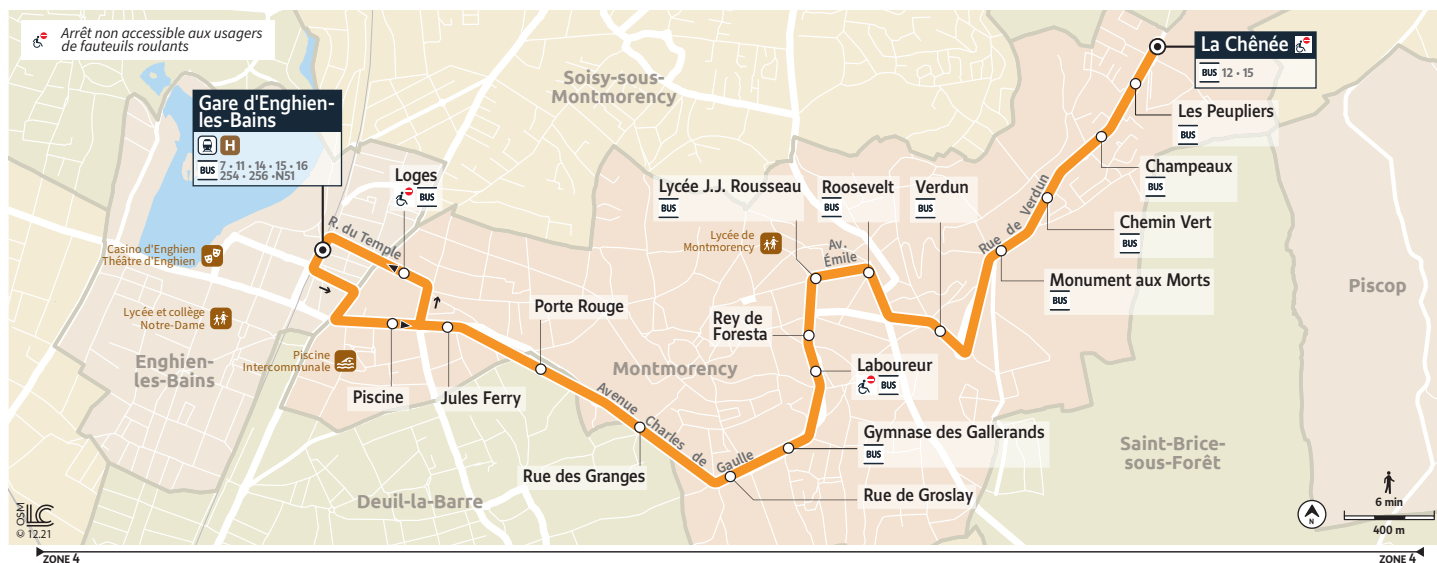 Arrêt non accessible aux usagers
de fauteuils roulants
Soisy-sous-
Montmorency
La Chênée
BUS 12 • 15
Gare d'Enghien-
les-Bains
H
BUS 7 • 11 • 14 • 15 • 16
254 • 256 •N51
Les Peupliers
BUS
Loges
BUS
Champeaux
BUS
Lycée J.J. Rousseau
BUS
Roosevelt
BUS
Verdun
BUS
Rue de Verdun
Chemin Vert
BUS
R. du Temple
Lycée de
Montmorency
Av.
Émile
Casino d'Enghien
Théâtre d'Enghien
Monument aux Morts
BUS
Piscop
Lycée et collège
Notre-Dame
Porte Rouge
Rey de
Foresta
Enghien-
les-Bains
Piscine
Intercommunale
Montmorency
Laboureur
BUS
Piscine
Jules Ferry
Avenue Charles de Gaulle
Gymnase des Gallerands
BUS
Saint-Brice-
sous-Forêt
Rue des Granges
Rue de Groslay
Deuil-la-Barre
6 min
400 m
N
OSM
LC
© 12.21
ZONE 4
ZONE 4